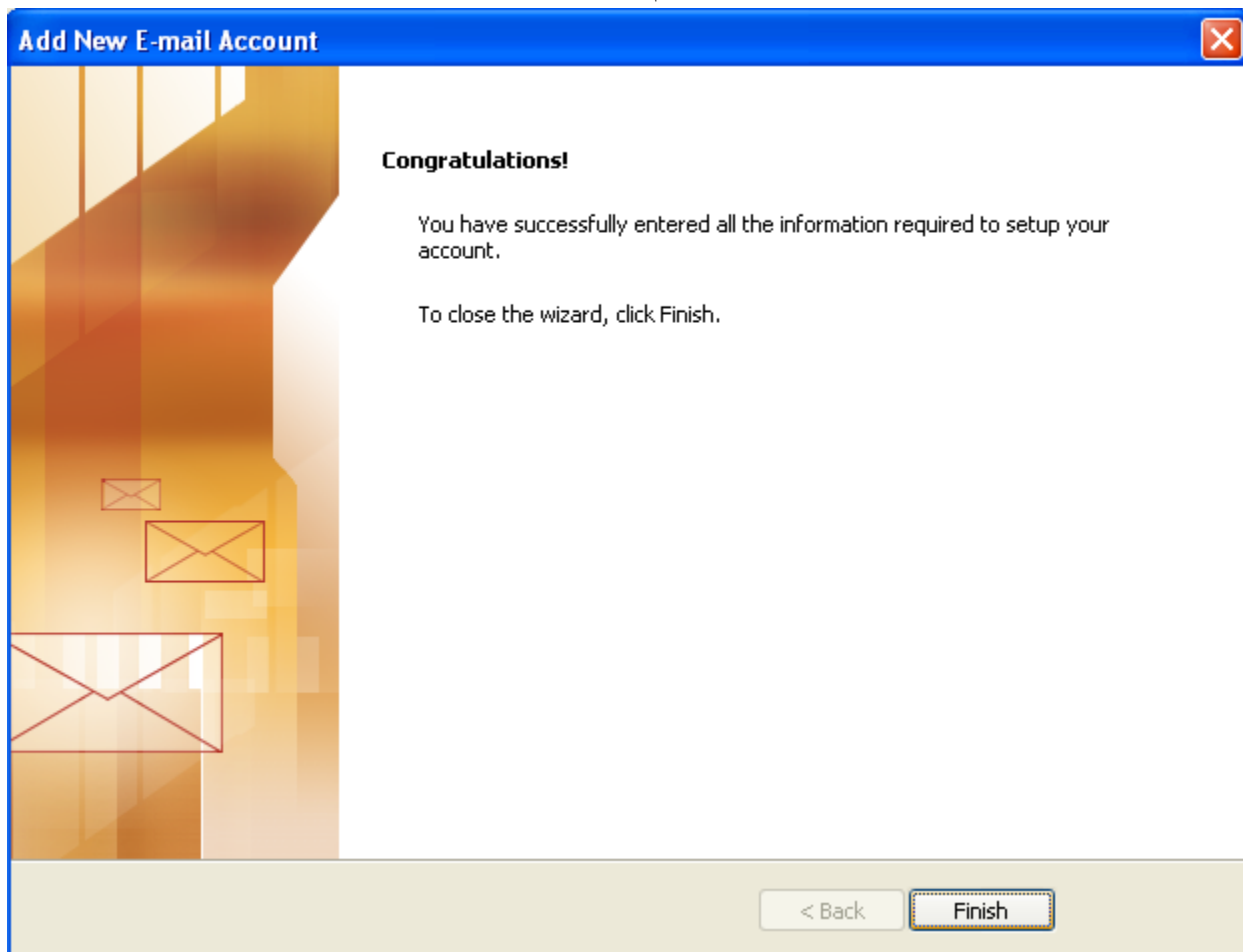 Add New E-mail Account
Congratulations!
You have successfully entered all the information required to setup your
account.
To close the wizard, click Finish.
< Back
Finish